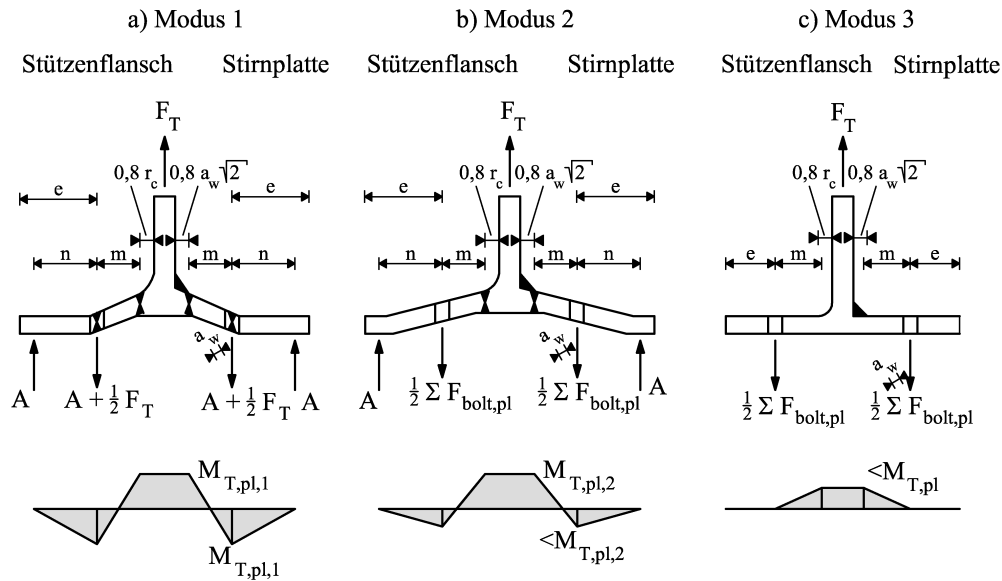 a) Modus 1
b) Modus 2
c) Modus 3
Stützenflansch Stirnplatte
Stützenflansch Stirnplatte
Stützenflansch Stirnplatte
F_T
F_T
F_T
0,8 r_c 0,8 a_w√2
0,8 r_c 0,8 a_w√2
0,8 r_c 0,8 a_w√2
e e
e e
n m m n
n m m n
e m m e
a_w
a_w
a_w
A A + ½ F_T A + ½ F_T A
A ½ Σ F_bolt,pl ½ Σ F_bolt,pl A
½ Σ F_bolt,pl ½ Σ F_bolt,pl
M_T,pl,1
M_T,pl,1
M_T,pl,2
<M_T,pl,2
<M_T,pl